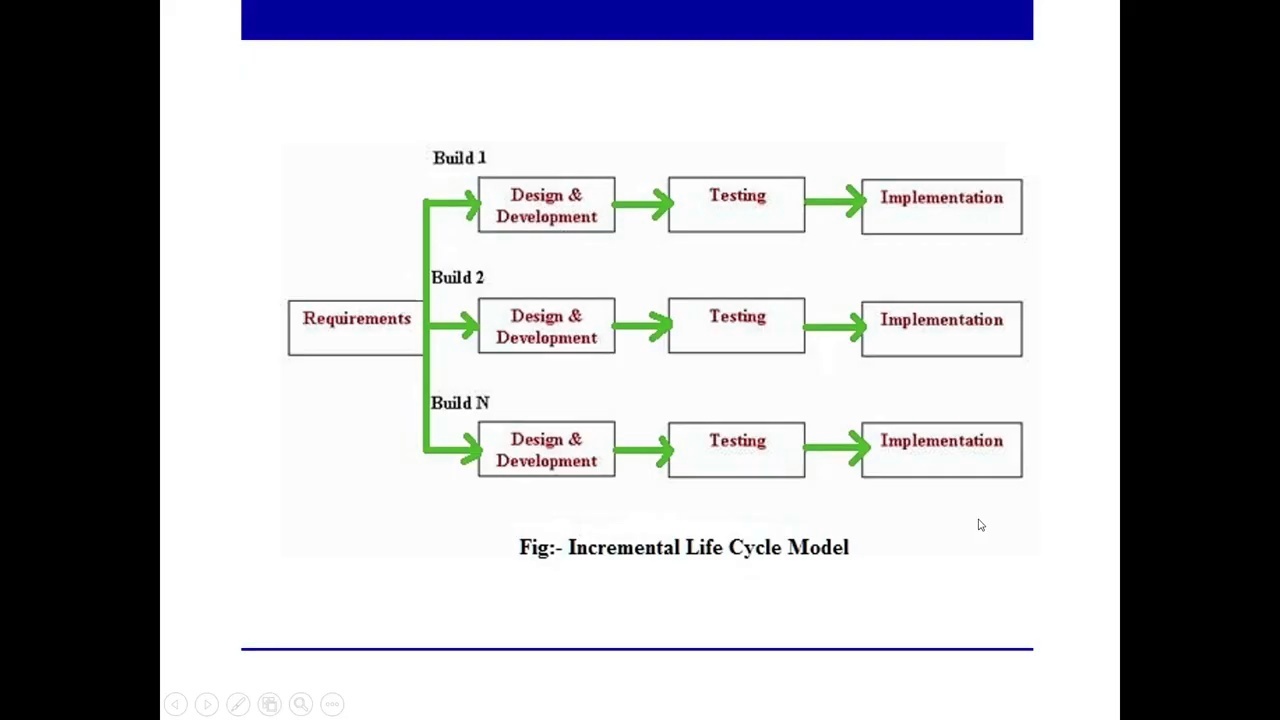 Build 1
Design &
Development
Testing
Implementation
Build 2
Requirements
Design &
Development
Testing
Implementation
Build N
Design &
Development
Testing
Implementation
Fig:- Incremental Life Cycle Model